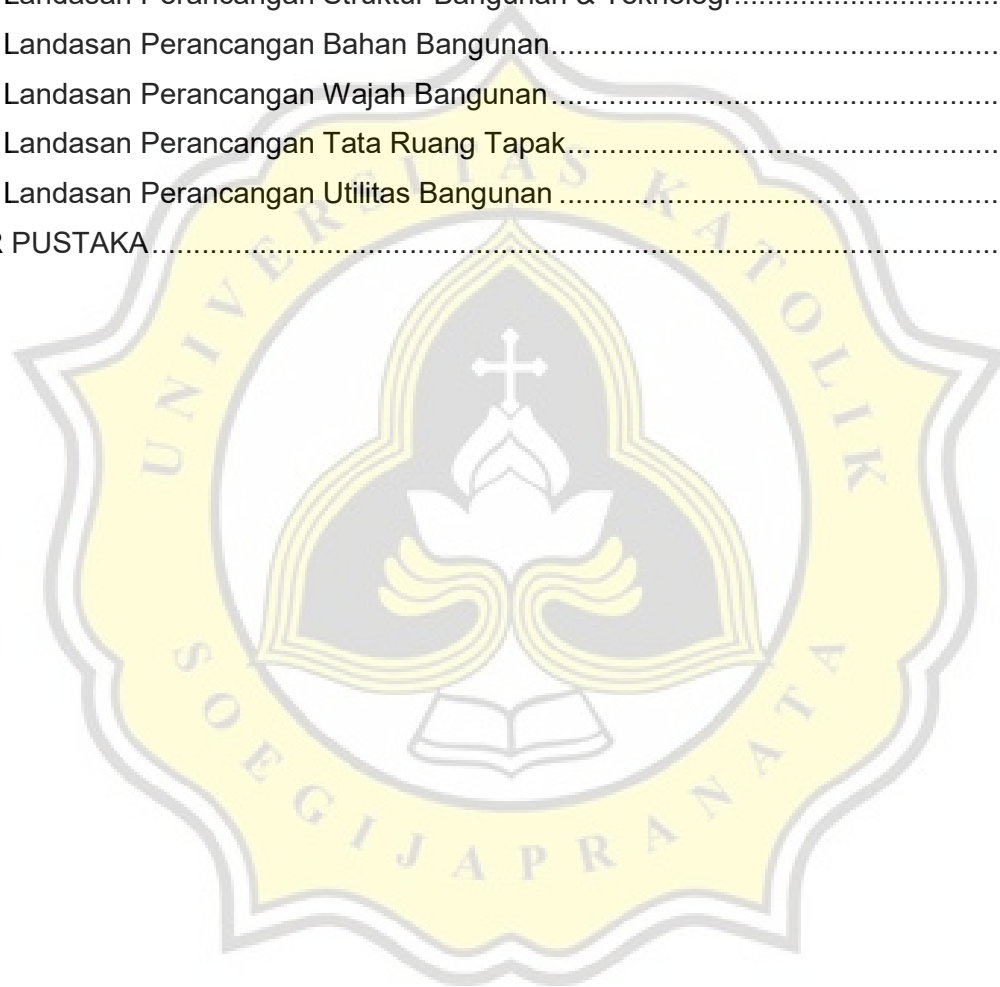 Landasan Perancangan Struktur Bangunan & Teknologi..............................
Landasan Perancangan Bahan Bangunan......................................................
Landasan Perancangan Wajah Bangunan......................................................
Landasan Perancangan Tata Ruang Tapak....................................................
Landasan Perancangan Utilitas Bangunan .....................................................
R PUSTAKA.......................................................................................................
UNIVERSITAS KATOLIK
SOEGIJAPRANATA